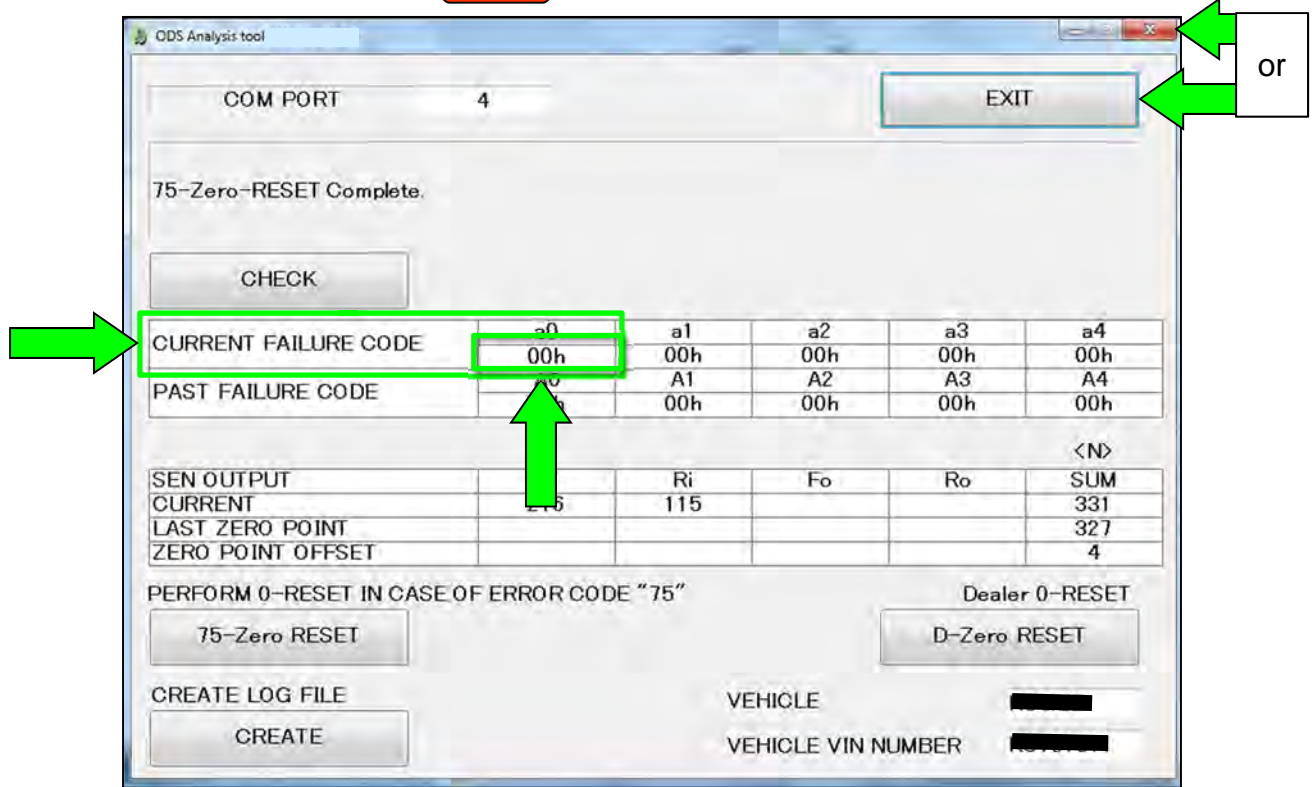 ODS Analysis tool
or
COM PORT 4 EXIT
75-Zero-RESET Complete.
CHECK
CURRENT FAILURE CODE a0 a1 a2 a3 a4
00h 00h 00h 00h 00h
PAST FAILURE CODE A0 A1 A2 A3 A4
00h 00h 00h 00h
<N>
SEN OUTPUT Ri Fo Ro SUM
CURRENT 216 115 331
LAST ZERO POINT 327
ZERO POINT OFFSET 4
PERFORM 0-RESET IN CASE OF ERROR CODE "75" Dealer 0-RESET
75-Zero RESET D-Zero RESET
CREATE LOG FILE VEHICLE
CREATE VEHICLE VIN NUMBER